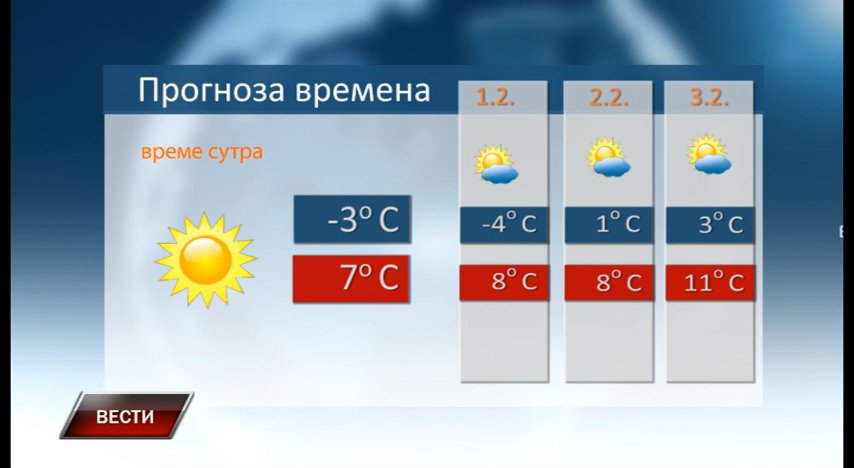 Прогноза времена
време сутра
-3° C
7° C
1.2.
-4° C
8° C
2.2.
1° C
8° C
3.2.
3° C
11° C
ВЕСТИ